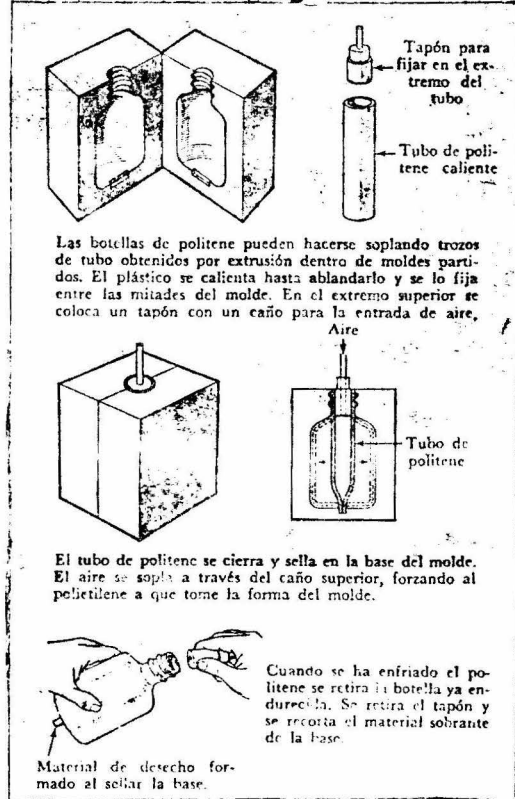 Tapón para
fijar en el ex-
tremo del
tubo
Tubo de poli-
tene caliente
Las botellas de politene pueden hacerse soplando trozos
de tubo obtenidos por extrusión dentro de moldes parti-
dos. El plástico se calienta hasta ablandarlo y se lo fija
entre las mitades del molde. En el extremo superior se
coloca un tapón con un caño para la entrada de aire,
Aire
Tubo de
politene
El tubo de politene se cierra y sella en la base del molde.
El aire se sopla a través del caño superior, forzando al
polietilene a que tome la forma del molde.
Cuando se ha enfriado el po-
litene se retira la botella ya en-
durecida. Se retira el tapón y
se recorta el material sobrante
de la base.
Material de desecho for-
mado al sellar la base.